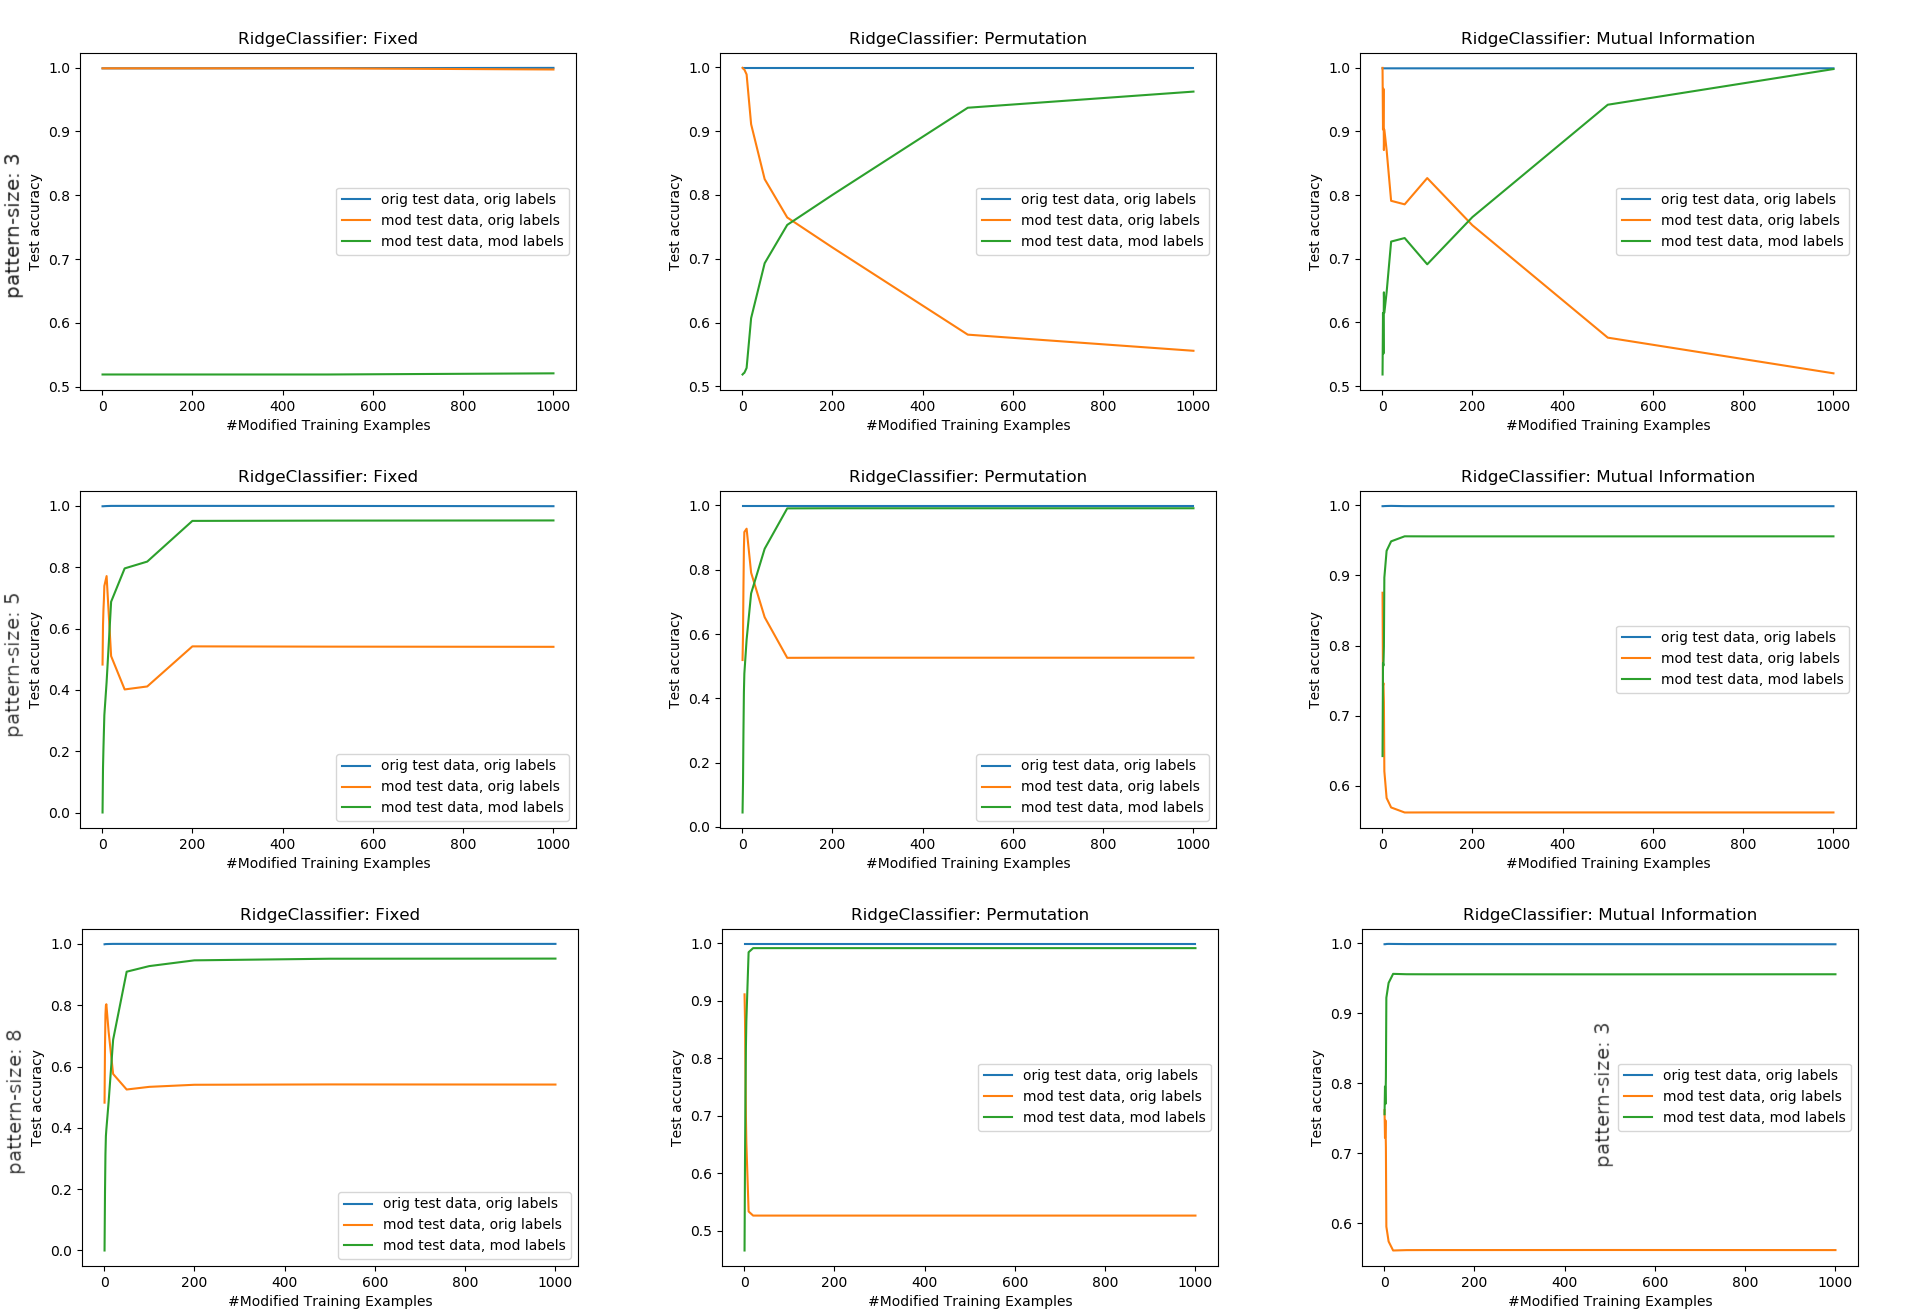 RidgeClassifier: Fixed
1.0
0.9
0.8
0.7
0.6
0.5
pattern-size: 3
Test accuracy
orig test data, orig labels
mod test data, orig labels
mod test data, mod labels
0 200 400 600 800 1000
#Modified Training Examples
RidgeClassifier: Permutation
1.0
0.9
0.8
0.7
0.6
0.5
Test accuracy
orig test data, orig labels
mod test data, orig labels
mod test data, mod labels
0 200 400 600 800 1000
#Modified Training Examples
RidgeClassifier: Mutual Information
1.0
0.9
0.8
0.7
0.6
0.5
Test accuracy
orig test data, orig labels
mod test data, orig labels
mod test data, mod labels
0 200 400 600 800 1000
#Modified Training Examples
RidgeClassifier: Fixed
1.0
0.8
0.6
0.4
0.2
0.0
pattern-size: 5
Test accuracy
orig test data, orig labels
mod test data, orig labels
mod test data, mod labels
0 200 400 600 800 1000
#Modified Training Examples
RidgeClassifier: Permutation
1.0
0.8
0.6
0.4
0.2
0.0
Test accuracy
orig test data, orig labels
mod test data, orig labels
mod test data, mod labels
0 200 400 600 800 1000
#Modified Training Examples
RidgeClassifier: Mutual Information
1.0
0.9
0.8
0.7
0.6
Test accuracy
orig test data, orig labels
mod test data, orig labels
mod test data, mod labels
0 200 400 600 800 1000
#Modified Training Examples
RidgeClassifier: Fixed
1.0
0.8
0.6
0.4
0.2
0.0
pattern-size: 8
Test accuracy
orig test data, orig labels
mod test data, orig labels
mod test data, mod labels
0 200 400 600 800 1000
#Modified Training Examples
RidgeClassifier: Permutation
1.0
0.9
0.8
0.7
0.6
0.5
Test accuracy
orig test data, orig labels
mod test data, orig labels
mod test data, mod labels
0 200 400 600 800 1000
#Modified Training Examples
RidgeClassifier: Mutual Information
1.0
0.9
0.8
0.7
0.6
Test accuracy
pattern-size: 3
orig test data, orig labels
mod test data, orig labels
mod test data, mod labels
0 200 400 600 800 1000
#Modified Training Examples